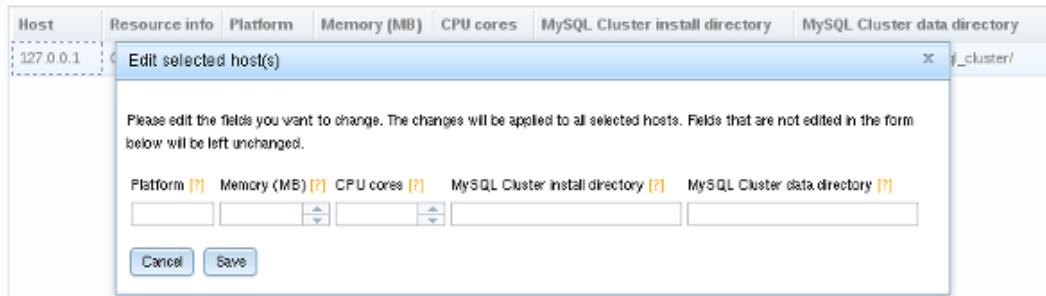 Host Resource info Platform Memory (MB) CPU cores MySQL Cluster install directory MySQL Cluster data directory
127.0.0.1
Edit selected host(s) x
Please edit the fields you want to change. The changes will be applied to all selected hosts. Fields that are not edited in the form
below will be left unchanged.
Platform [?] Memory (MB) [?] CPU cores [?] MySQL Cluster install directory [?] MySQL Cluster data directory [?]
Cancel Save